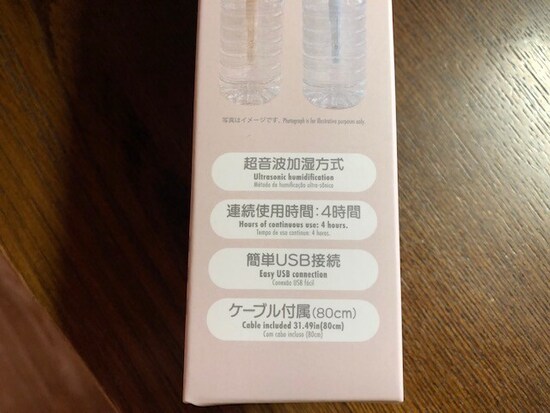 写真はイメージです。 Photograph is for illustrative purposes only.
超音波加湿方式
Ultrasonic humidification
Método de humificação ultra-sônica
連続使用時間:4時間
Hours of continuous use: 4 hours.
Tempo de uso contínuo: 4 horas.
簡単USB接続
Easy USB connection
Conexão USB fácil
ケーブル付属(80cm)
Cable included 31.49in(80cm)
Com cabo incluso (80cm)